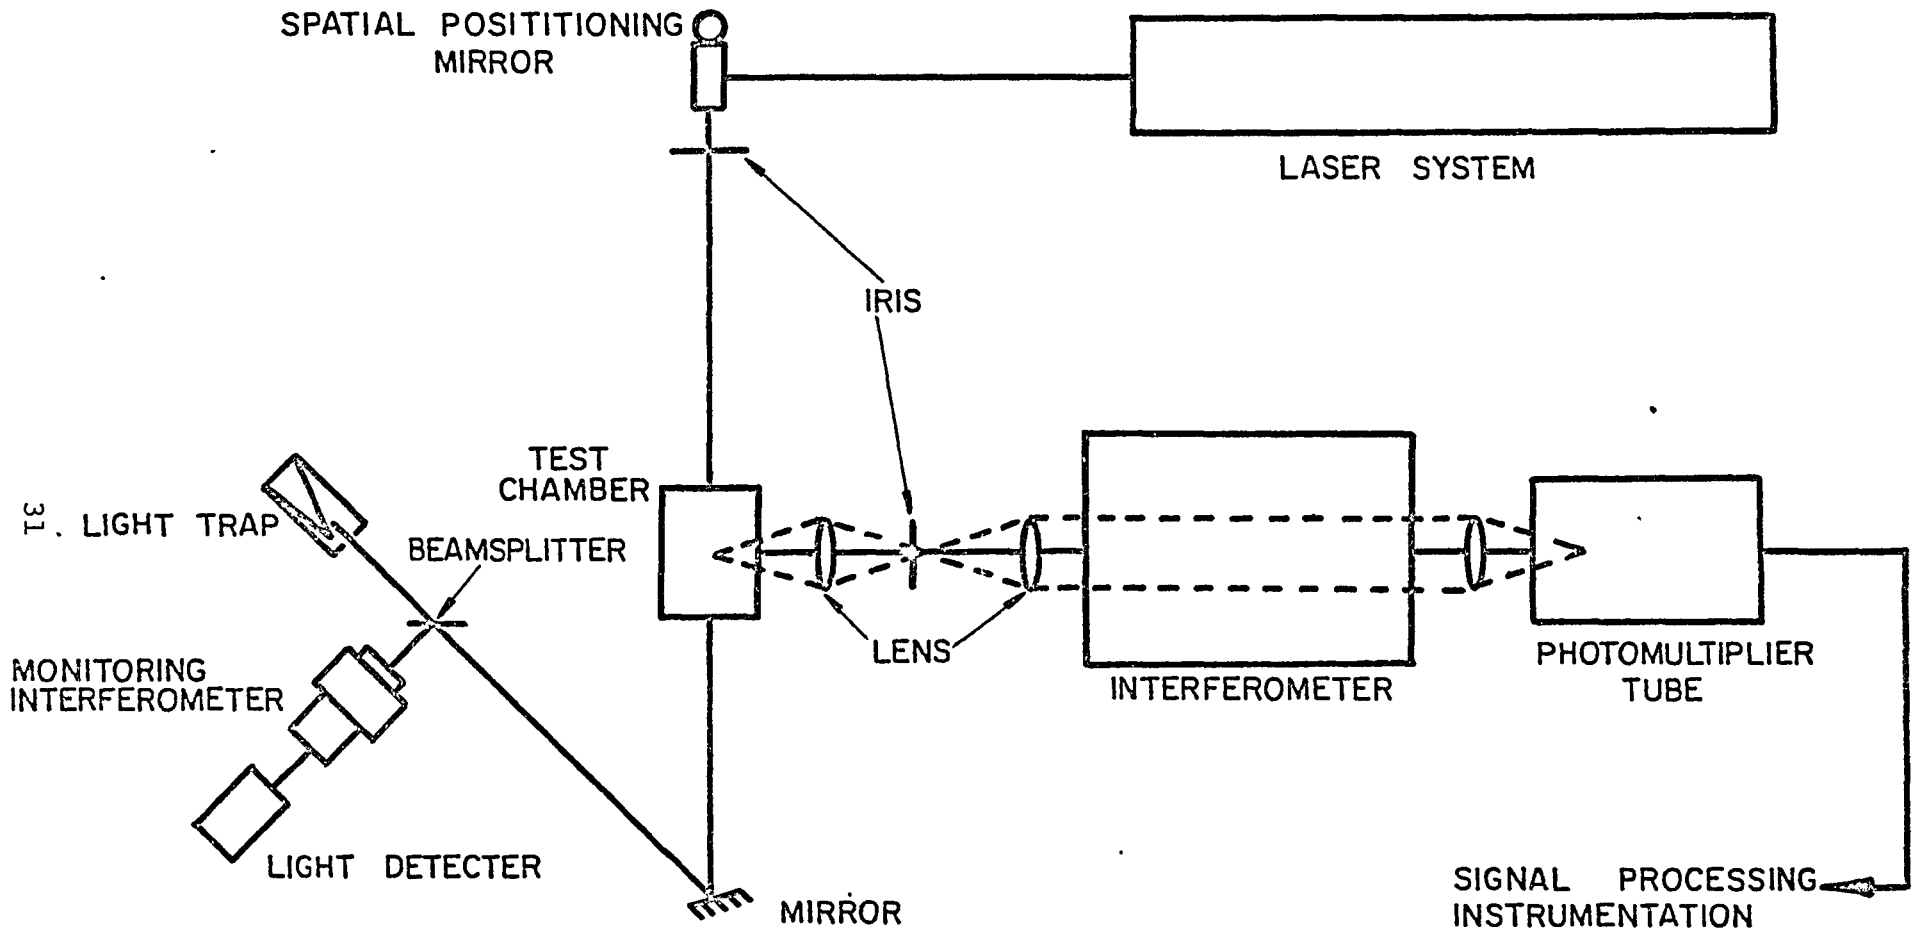 SPATIAL POSITITIONING
MIRROR
LASER SYSTEM
IRIS
TEST
CHAMBER
31
LIGHT TRAP
BEAMSPLITTER
LENS
MONITORING
INTERFEROMETER
INTERFEROMETER
PHOTOMULTIPLIER
TUBE
LIGHT DETECTER
MIRROR
SIGNAL PROCESSING
INSTRUMENTATION